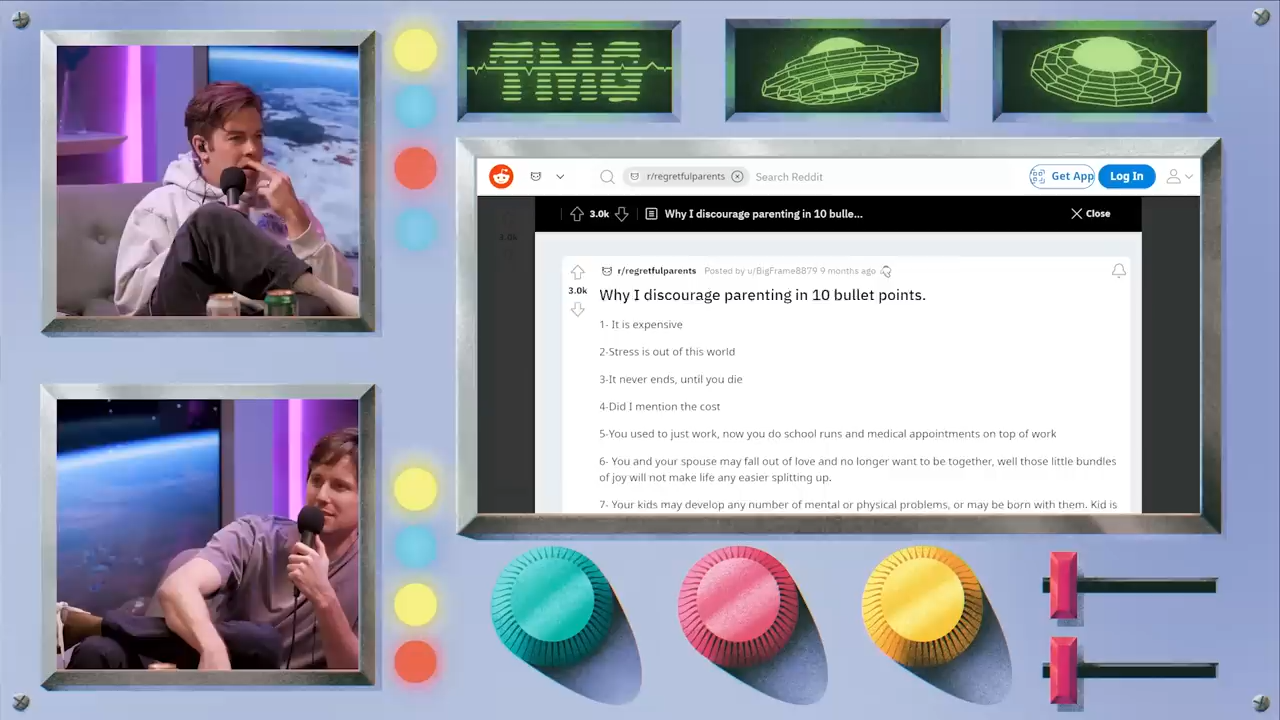 TMG
r/regretfulparents
Search Reddit
Get App
Log In
3.0k
Why I discourage parenting in 10 bulle...
Close
3.0k
r/regretfulparents
Posted by u/BigFrame8879 9 months ago
3.0k
Why I discourage parenting in 10 bullet points.
1- It is expensive
2-Stress is out of this world
3-It never ends, until you die
4-Did I mention the cost
5-You used to just work, now you do school runs and medical appointments on top of work
6- You and your spouse may fall out of love and no longer want to be together, well those little bundles
of joy will not make life any easier splitting up.
7- Your kids may develop any number of mental or physical problems, or may be born with them. Kid is